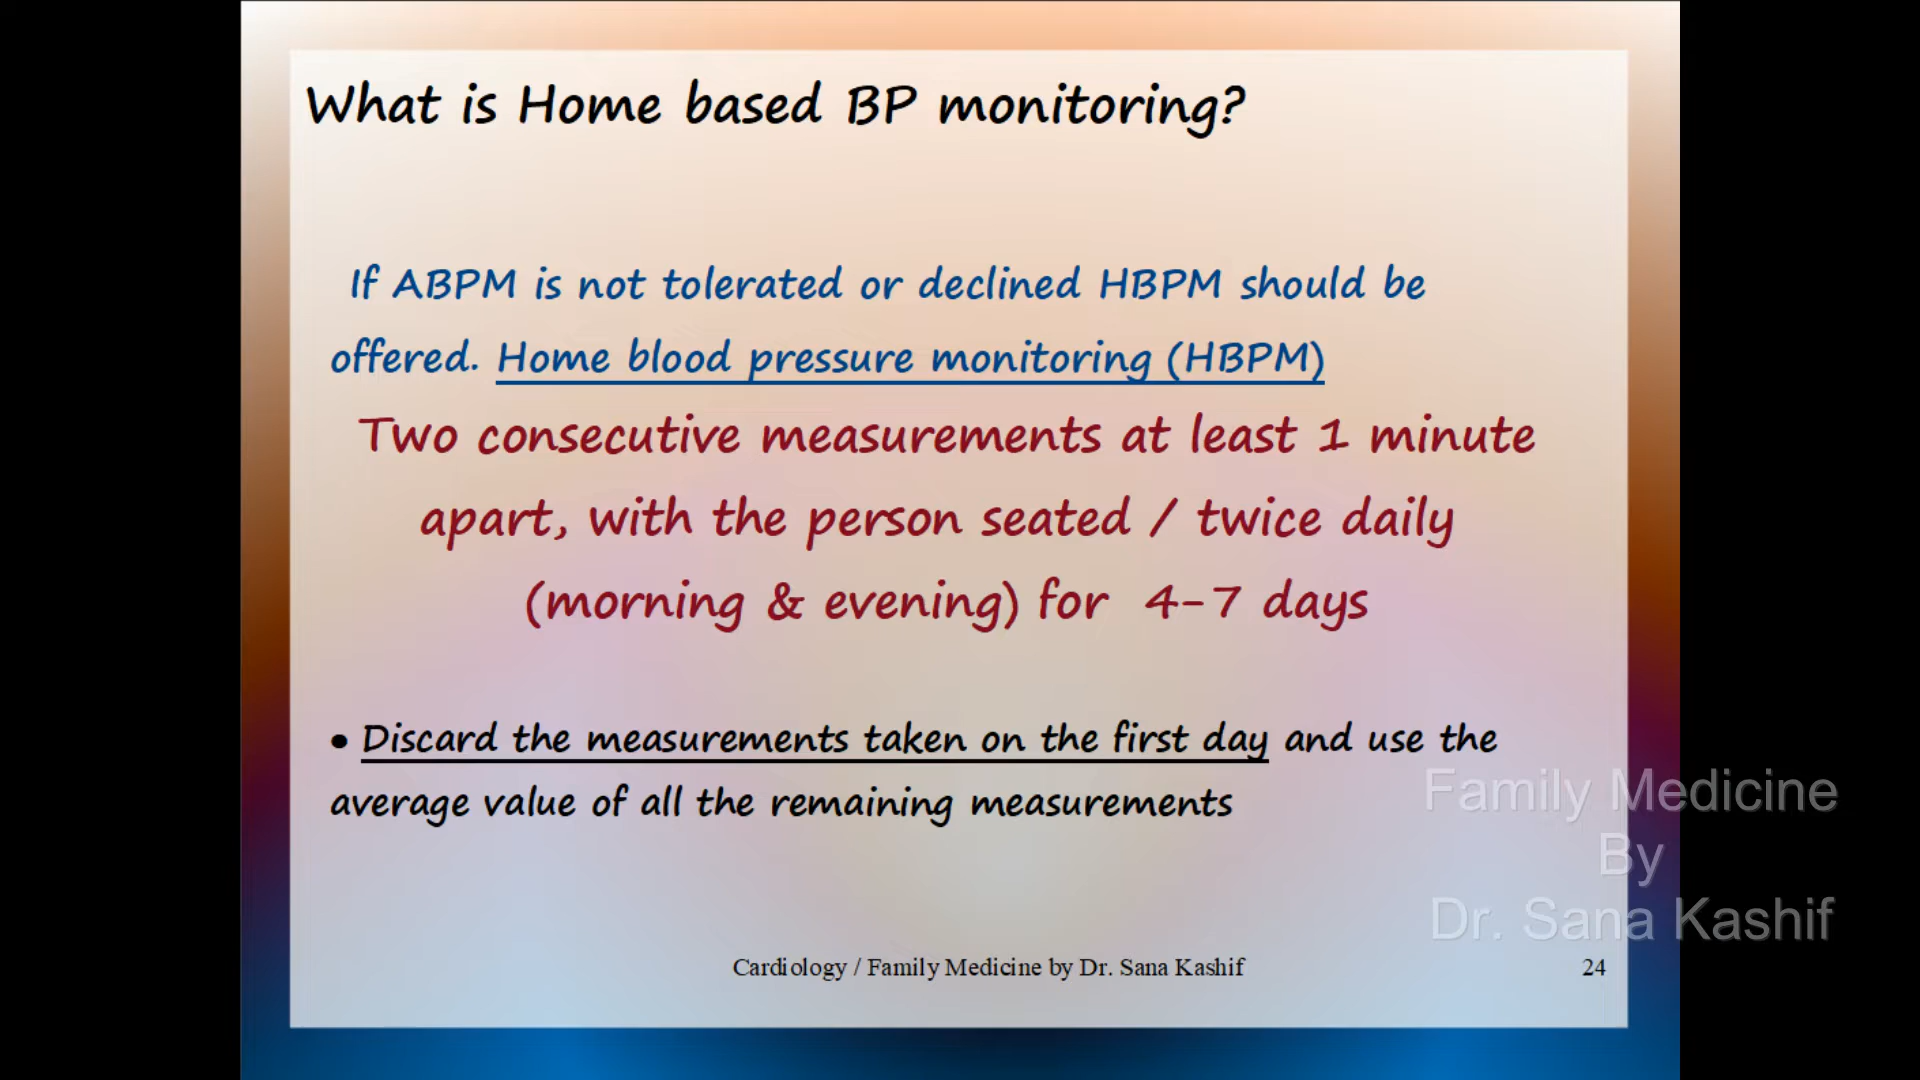 What is Home based BP monitoring?
If ABPM is not tolerated or declined HBPM should be
offered. Home blood pressure monitoring (HBPM)
Two consecutive measurements at least 1 minute
apart, with the person seated / twice daily
(morning & evening) for 4-7 days
• Discard the measurements taken on the first day and use the
average value of all the remaining measurements
Family Medicine
By
Dr. Sana Kashif
Cardiology / Family Medicine by Dr. Sana Kashif
24